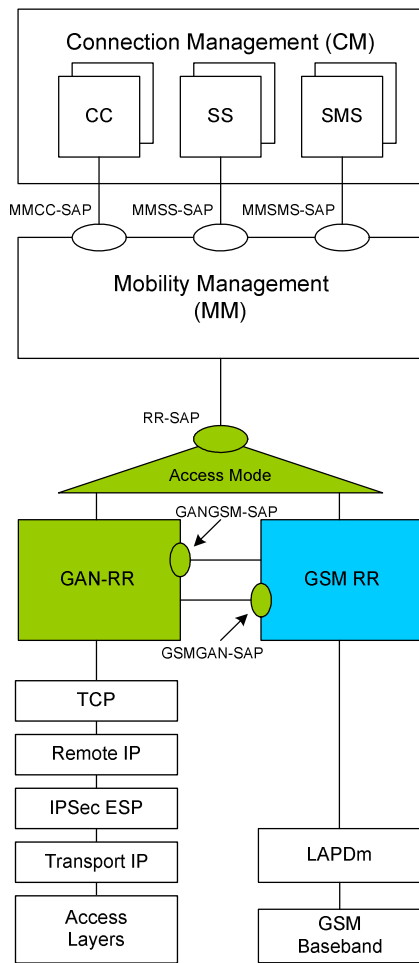 Connection Management (CM)
CC
SS
SMS
MMCC-SAP
MMSS-SAP
MMSMS-SAP
Mobility Management
(MM)
RR-SAP
Access Mode
GANGSM-SAP
GAN-RR
GSM RR
GSMGAN-SAP
TCP
Remote IP
IPSec ESP
Transport IP
LAPDm
Access
Layers
GSM
Baseband